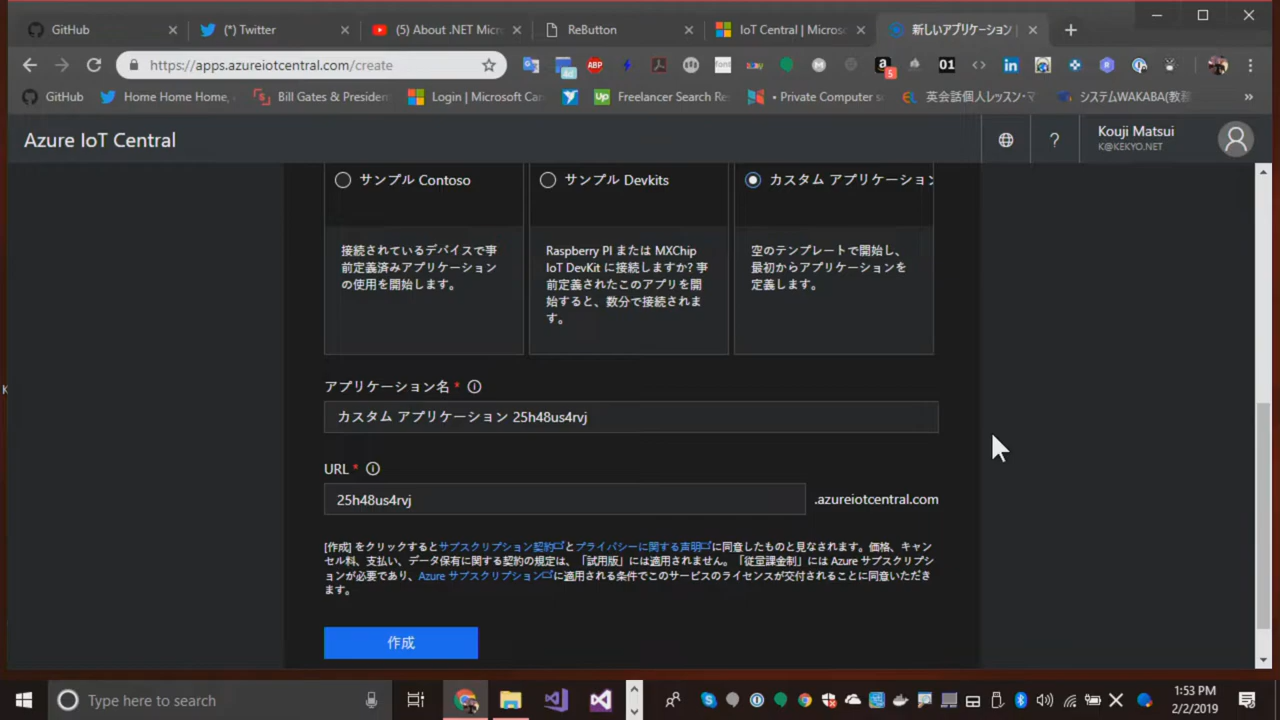 GitHub
(*) Twitter
(5) About .NET Micr
ReButton
IoT Central | Microso
新しいアプリケーション |
https://apps.azureiotcentral.com/create
GitHub
Home Home Home,
Bill Gates & Presiden
Login | Microsoft Ca
Freelancer Search Re
• Private Computer s
英会話個人レッスン・マ
システムWAKABA(教務
»
Azure IoT Central
?
Kouji Matsui
K@KEKYO.NET
サンプル Contoso
サンプル Devkits
カスタム アプリケーション
接続されているデバイスで事
前定義済みアプリケーション
の使用を開始します。
Raspberry PI または MXChip
IoT DevKit に接続しますか? 事
前定義されたこのアプリを開
始すると、数分で接続されま
す。
空のテンプレートで開始し、
最初からアプリケーションを
定義します。
アプリケーション名 *
カスタム アプリケーション 25h48us4rvj
URL *
25h48us4rvj
.azureiotcentral.com
[作成] をクリックするとサブスクリプション契約とプライバシーに関する声明に同意したものと見なされます。価格、キャン
セル料、支払い、データ保有に関する契約の規定は、「試用版」には適用されません。「従量課金制」には Azure サブスクリプシ
ョンが必要であり、Azure サブスクリプションに適用される条件でこのサービスのライセンスが交付されることに同意いただき
ます。
作成
Type here to search
1:53 PM
2/2/2019